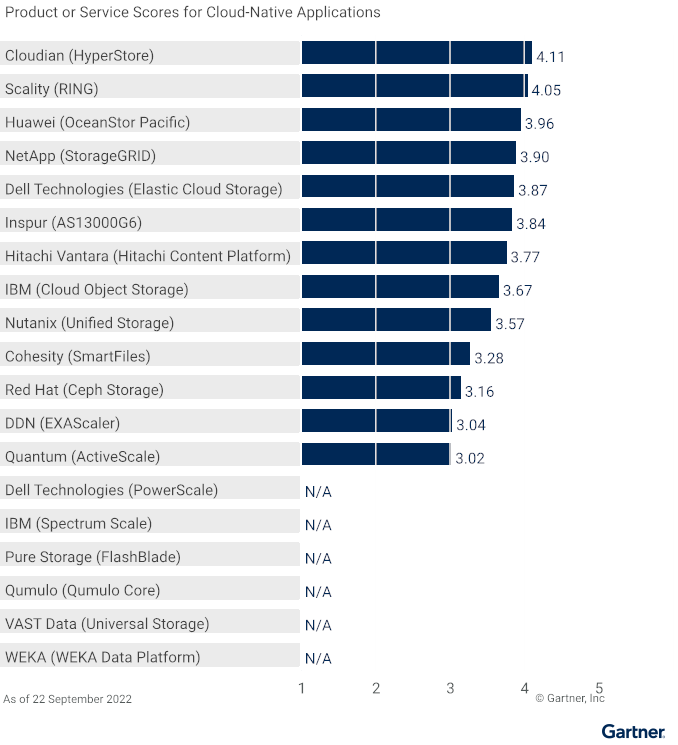 Product or Service Scores for Cloud-Native Applications
Cloudian (HyperStore) 4.11
Scality (RING) 4.05
Huawei (OceanStor Pacific) 3.96
NetApp (StorageGRID) 3.90
Dell Technologies (Elastic Cloud Storage) 3.87
Inspur (AS13000G6) 3.84
Hitachi Vantara (Hitachi Content Platform) 3.77
IBM (Cloud Object Storage) 3.67
Nutanix (Unified Storage) 3.57
Cohesity (SmartFiles) 3.28
Red Hat (Ceph Storage) 3.16
DDN (EXAScaler) 3.04
Quantum (ActiveScale) 3.02
Dell Technologies (PowerScale) N/A
IBM (Spectrum Scale) N/A
Pure Storage (FlashBlade) N/A
Qumulo (Qumulo Core) N/A
VAST Data (Universal Storage) N/A
WEKA (WEKA Data Platform) N/A
1 2 3 4 5
As of 22 September 2022 © Gartner, Inc
Gartner